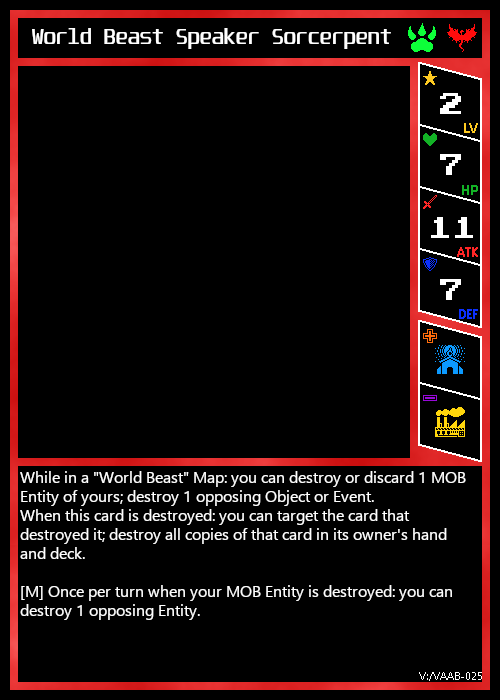 World Beast Speaker Sorcerpent
2
LV
7
HP
11
ATK
7
DEF
While in a "World Beast" Map: you can destroy or discard 1 MOB
Entity of yours; destroy 1 opposing Object or Event.
When this card is destroyed: you can target the card that
destroyed it; destroy all copies of that card in its owner's hand
and deck.
[M] Once per turn when your MOB Entity is destroyed: you can
destroy 1 opposing Entity.
V:/VAAB-025